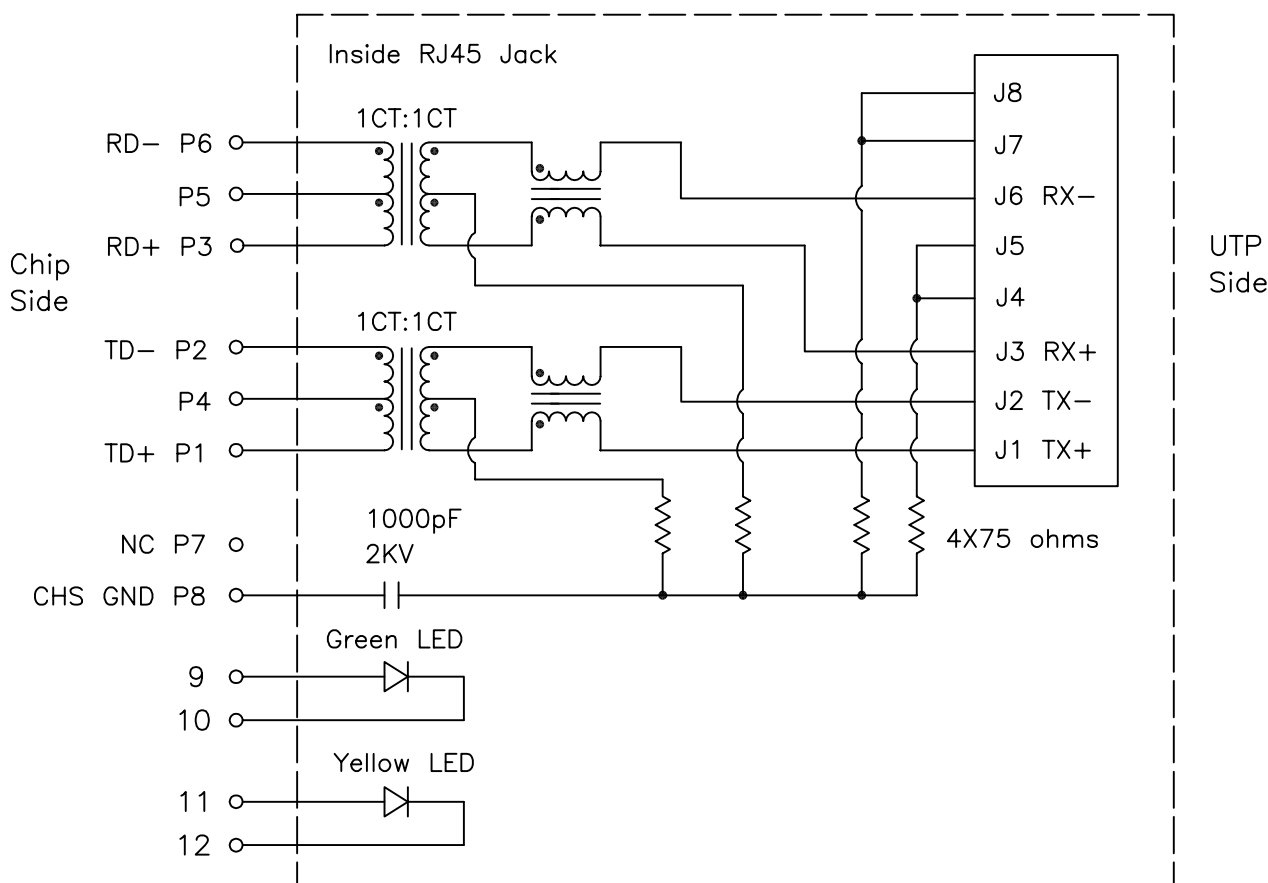 Inside RJ45 Jack
1CT:1CT
RD- P6
P5
RD+ P3
Chip
Side
1CT:1CT
TD- P2
P4
TD+ P1
NC P7
CHS GND P8
1000pF
2KV
4X75 ohms
J8
J7
J6 RX-
J5
J4
J3 RX+
J2 TX-
J1 TX+
UTP
Side
Green LED
9
10
Yellow LED
11
12